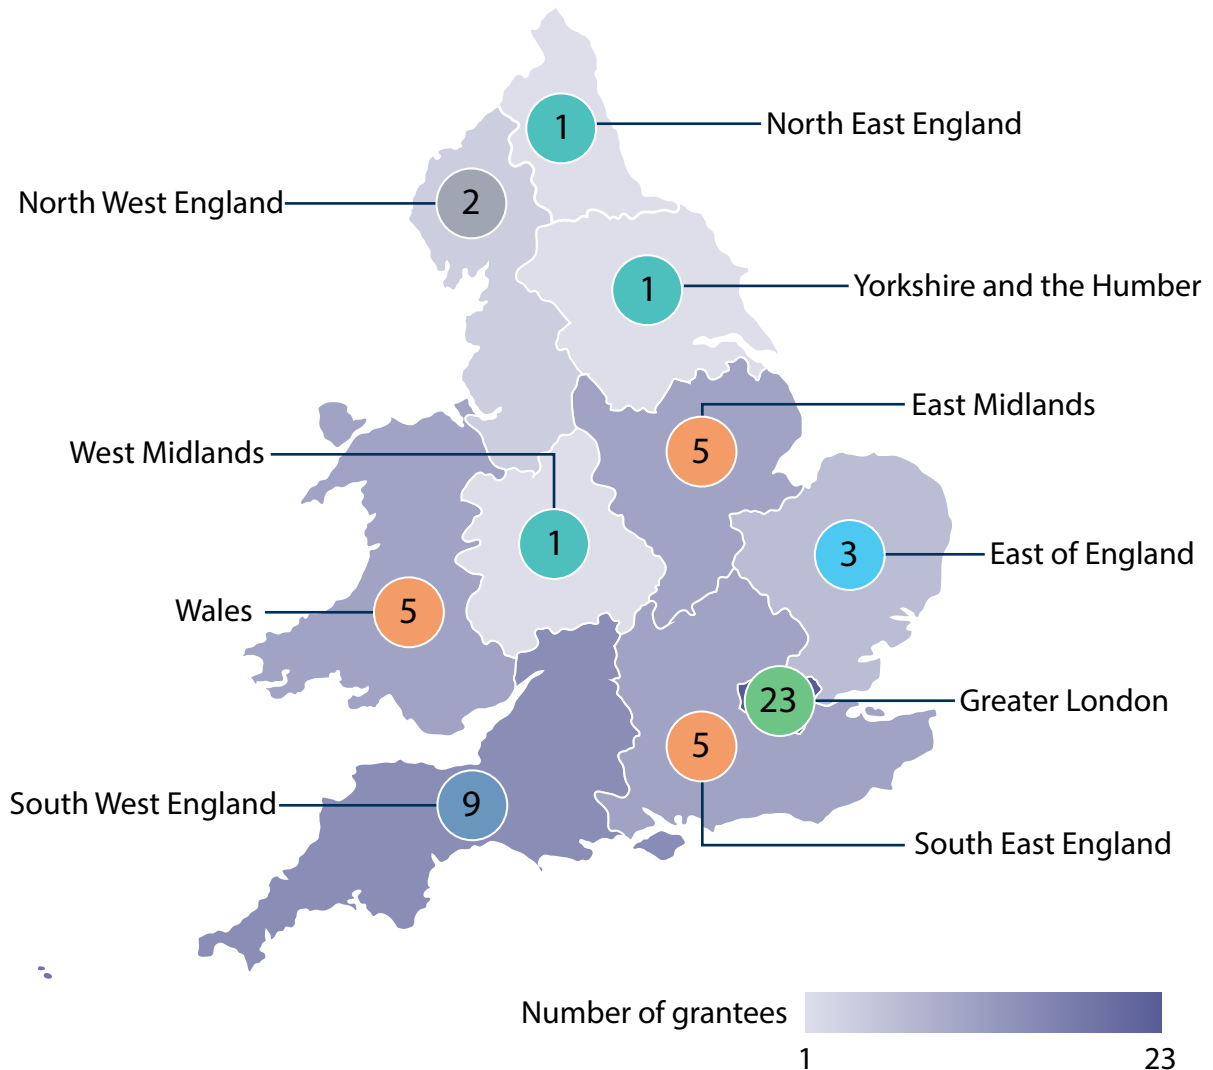 1
North East England
North West England
2
1
Yorkshire and the Humber
East Midlands
West Midlands
5
1
3
East of England
Wales
5
23
Greater London
5
South West England
9
South East England
Number of grantees
1
23